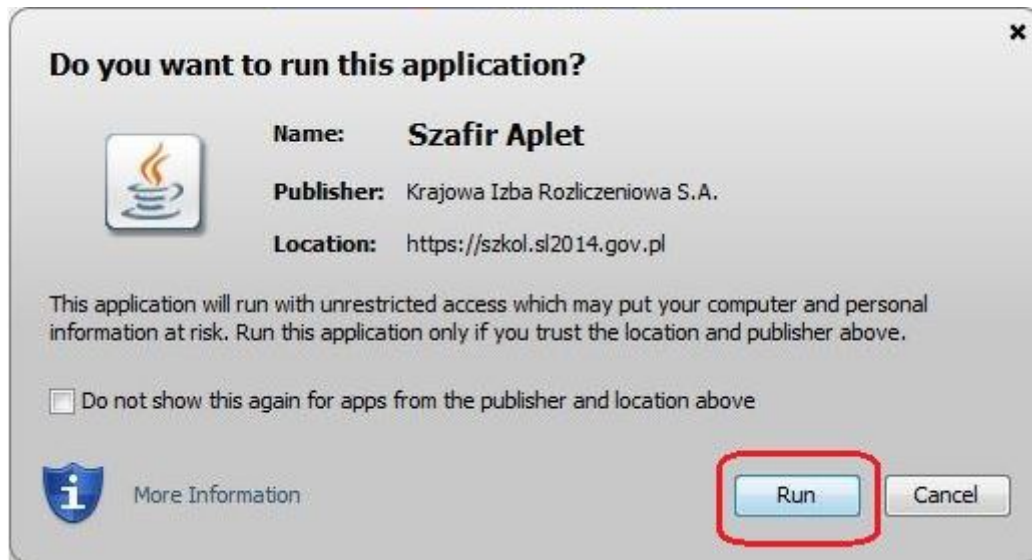 Do you want to run this application?
Name: Szafir Aplet
Publisher: Krajowa Izba Rozliczeniowa S.A.
Location: https://szkol.sl2014.gov.pl
This application will run with unrestricted access which may put your computer and personal
information at risk. Run this application only if you trust the location and publisher above.
Do not show this again for apps from the publisher and location above
More Information
Run
Cancel